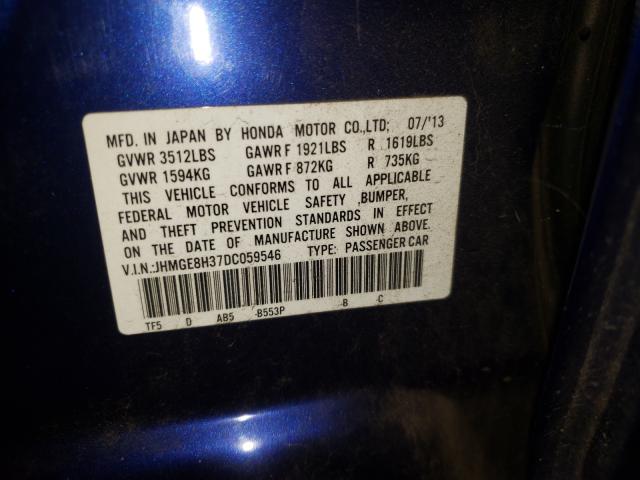 MFD. IN JAPAN BY HONDA MOTOR CO.,LTD; 07/'13
GVWR 3512LBS GAWR F 1921LBS R 1619LBS
GVWR 1594KG GAWR F 872KG R 735KG
THIS VEHICLE CONFORMS TO ALL APPLICABLE
FEDERAL MOTOR VEHICLE SAFETY ,BUMPER,
AND THEFT PREVENTION STANDARDS IN EFFECT
ON THE DATE OF MANUFACTURE SHOWN ABOVE.
V.I.N.:JHMGE8H37DC059546 TYPE: PASSENGER CAR
TF5 D AB5 -B553P -B -C